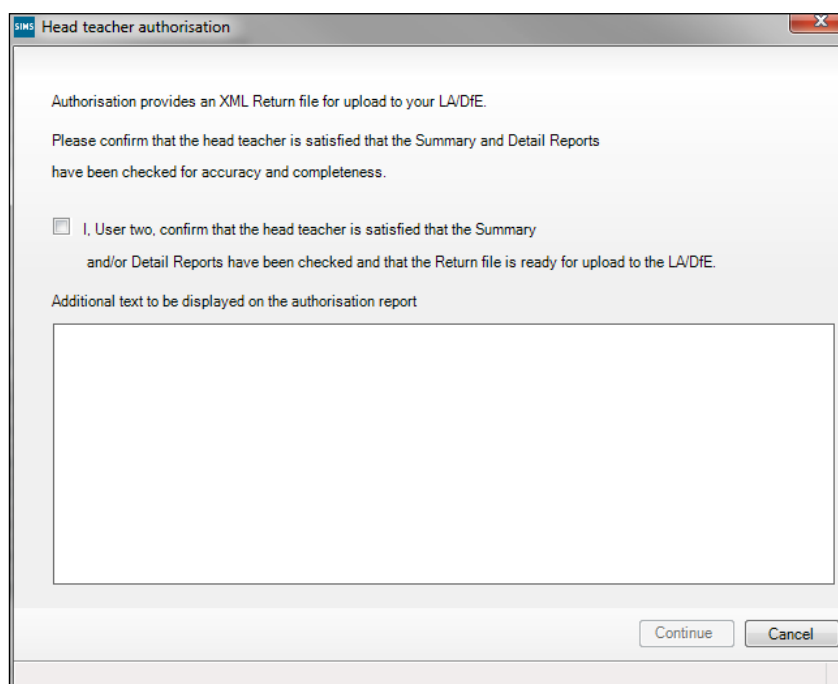 SIMS Head teacher authorisation
Authorisation provides an XML Return file for upload to your LA/DfE.
Please confirm that the head teacher is satisfied that the Summary and Detail Reports
have been checked for accuracy and completeness.
I, User two, confirm that the head teacher is satisfied that the Summary
and/or Detail Reports have been checked and that the Return file is ready for upload to the LA/DfE.
Additional text to be displayed on the authorisation report
Continue Cancel